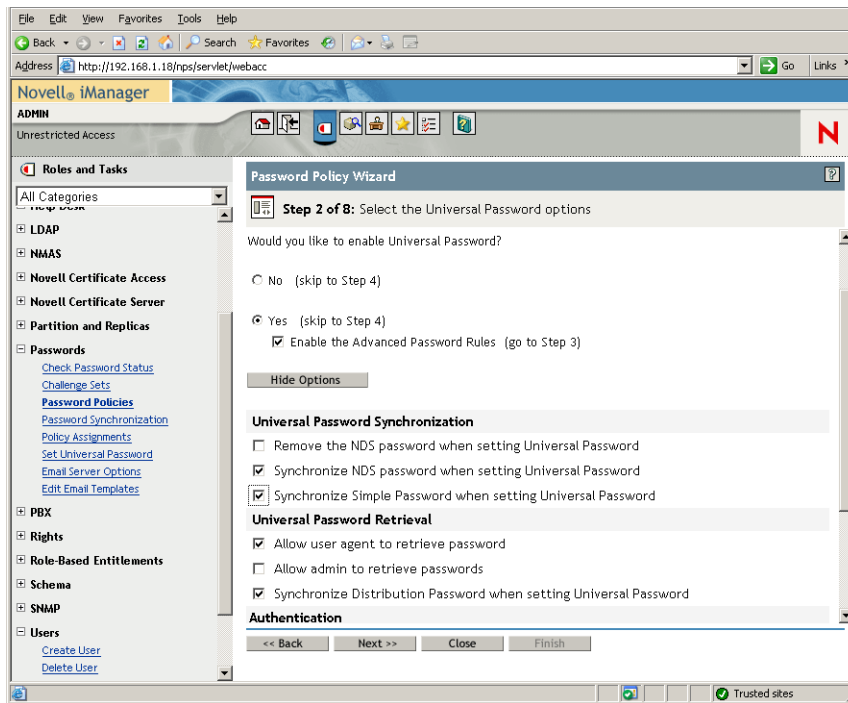 File Edit View Favorites Tools Help
Back Search Favorites
Address http://192.168.1.18/nps/servlet/webacc Go Links
Novell® iManager
ADMIN
Unrestricted Access
N
Roles and Tasks
All Categories
Help Desk
LDAP
NMAS
Novell Certificate Access
Novell Certificate Server
Partition and Replicas
Passwords
Check Password Status
Challenge Sets
Password Policies
Password Synchronization
Policy Assignments
Set Universal Password
Email Server Options
Edit Email Templates
PBX
Rights
Role-Based Entitlements
Schema
SNMP
Users
Create User
Delete User
Password Policy Wizard ?
Step 2 of 8: Select the Universal Password options
Would you like to enable Universal Password?
No (skip to Step 4)
Yes (skip to Step 4)
Enable the Advanced Password Rules (go to Step 3)
Hide Options
Universal Password Synchronization
Remove the NDS password when setting Universal Password
Synchronize NDS password when setting Universal Password
Synchronize Simple Password when setting Universal Password
Universal Password Retrieval
Allow user agent to retrieve password
Allow admin to retrieve passwords
Synchronize Distribution Password when setting Universal Password
Authentication
<< Back Next >> Close Finish
Trusted sites